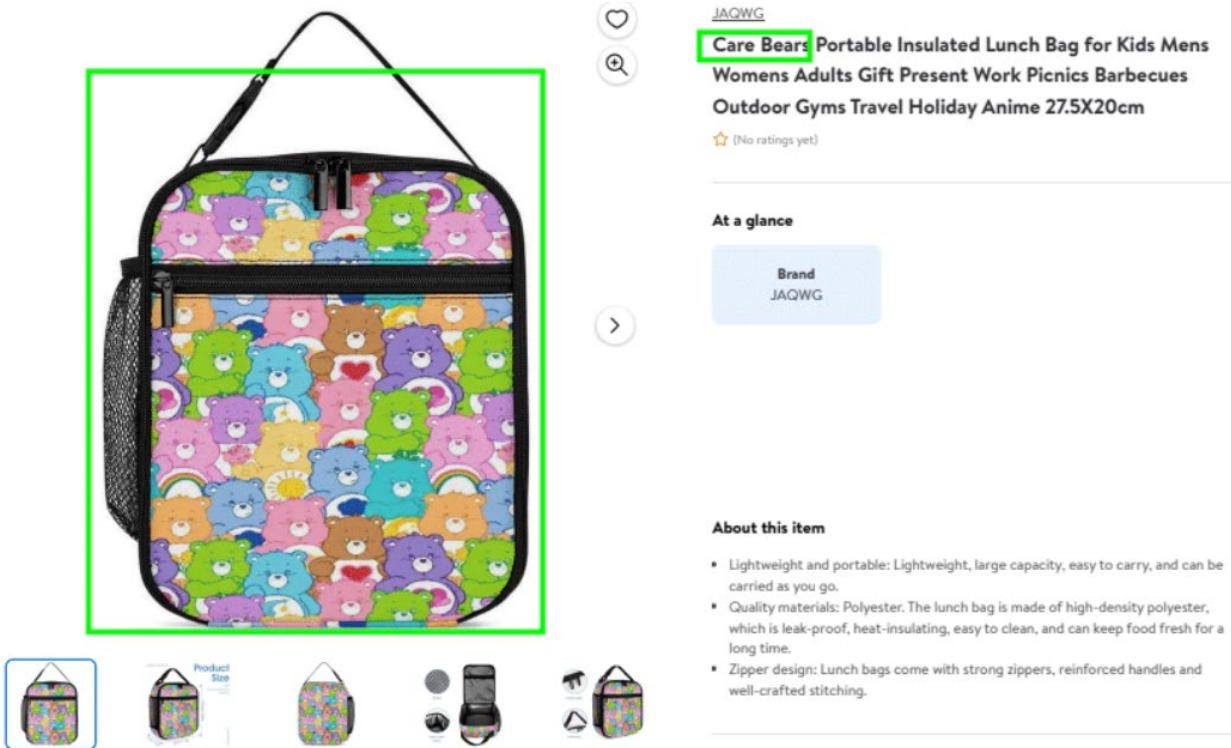 JAQWG
Care Bears Portable Insulated Lunch Bag for Kids Mens
Womens Adults Gift Present Work Picnics Barbecues
Outdoor Gyms Travel Holiday Anime 27.5X20cm
(No ratings yet)
At a glance
Brand
JAQWG
About this item
Lightweight and portable: Lightweight, large capacity, easy to carry, and can be
carried as you go.
Quality materials: Polyester. The lunch bag is made of high-density polyester,
which is leak-proof, heat-insulating, easy to clean, and can keep food fresh for a
long time.
Zipper design: Lunch bags come with strong zippers, reinforced handles and
well-crafted stitching.
Product
Size